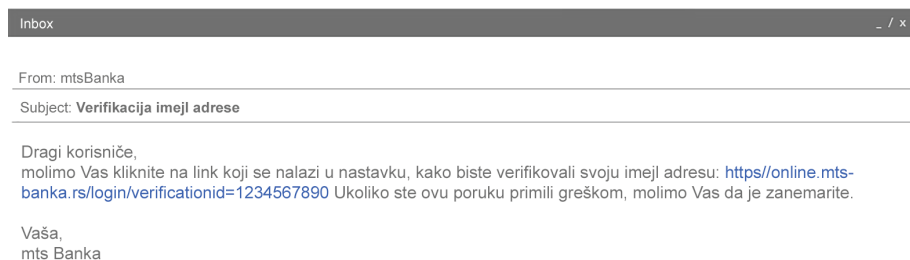 Inbox
_ / x
From: mtsBanka
Subject: Verifikacija imejl adrese
Dragi korisniče,
molimo Vas kliknite na link koji se nalazi u nastavku, kako biste verifikovali svoju imejl adresu: https//online.mts-
banka.rs/login/verificationid=1234567890 Ukoliko ste ovu poruku primili greškom, molimo Vas da je zanemarite.
Vaša,
mts Banka